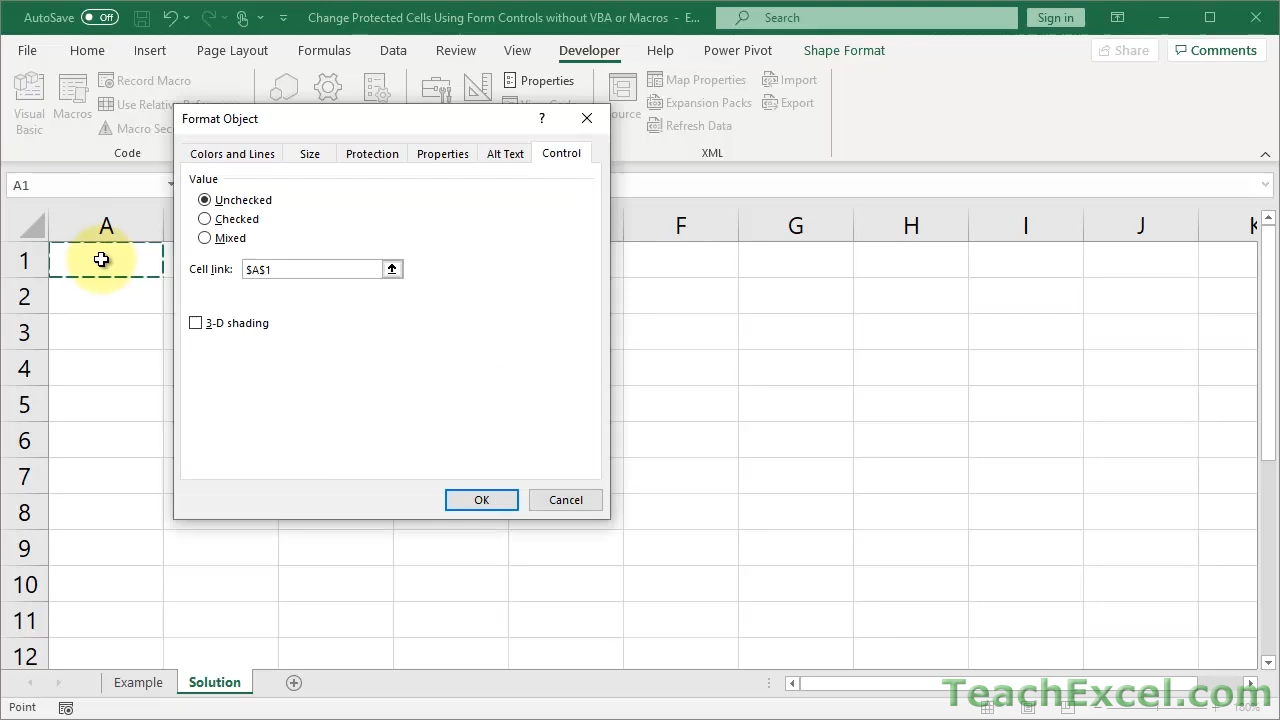 AutoSave Off Change Protected Cells Using Form Controls without VBA or Macros - E... Search Sign in
File Home Insert Page Layout Formulas Data Review View Developer Help Power Pivot Shape Format Share Comments
Record Macro Properties Map Properties Import
Expansion Packs Export
Visual Basic Macros Refresh Data
Code XML
Format Object ?
Colors and Lines Size Protection Properties Alt Text Control
Value
A1
Unchecked
Checked
Mixed
Cell link: $A$1
3-D shading
OK Cancel
A F G H I J K
1
2
3
4
5
6
7
8
9
10
11
12
Example Solution
TeachExcel.com
Point 160%